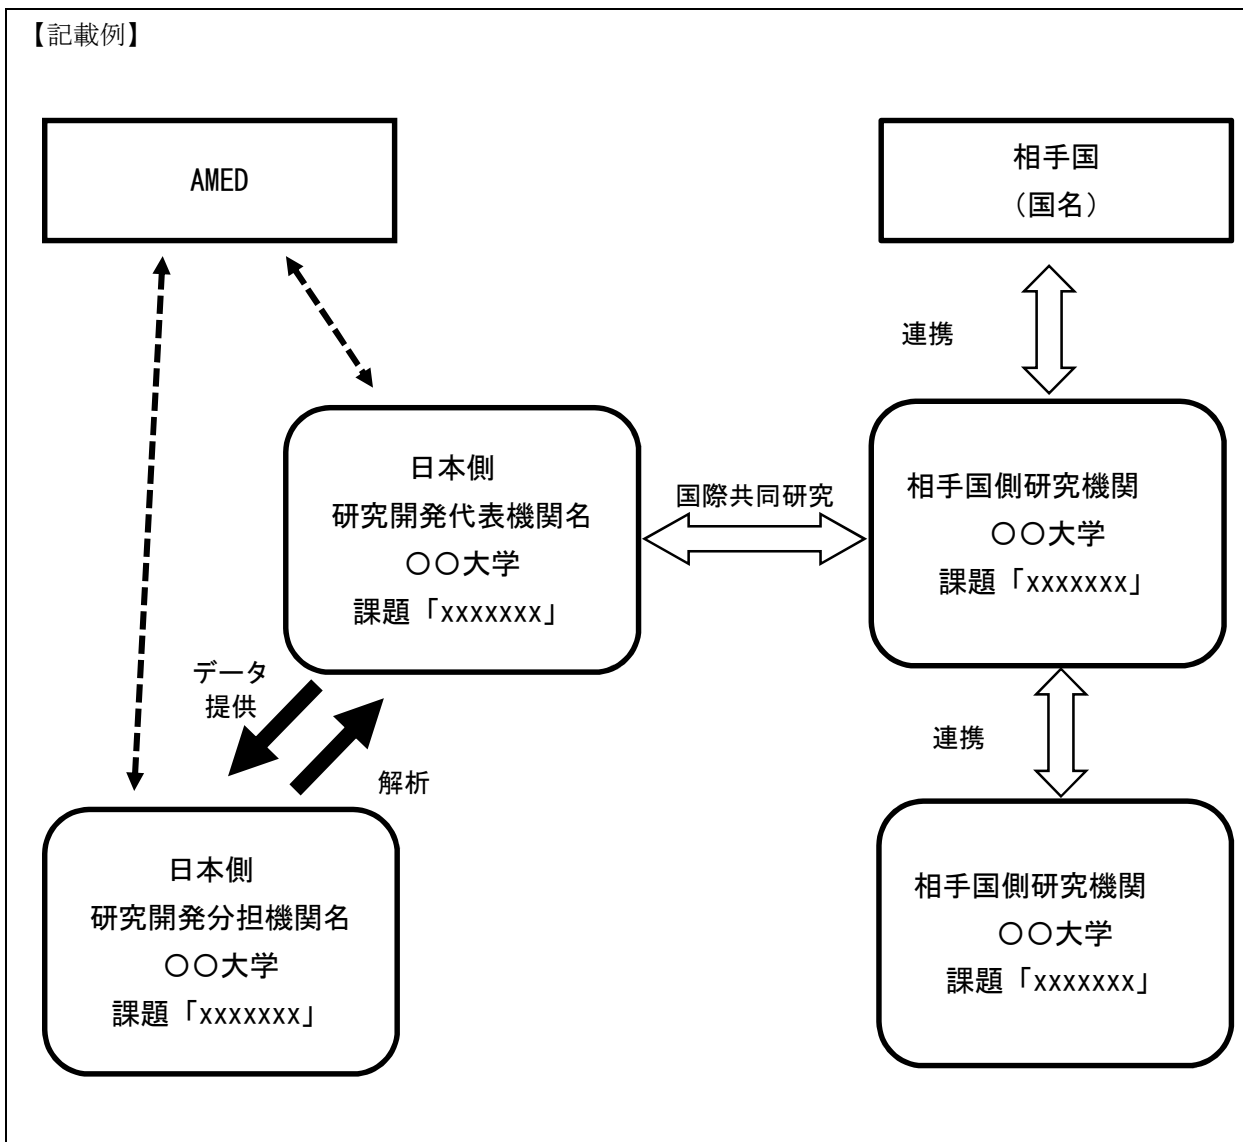 【記載例】
AMED
相手国
（国名）
連携
日本側
研究開発代表機関名
〇〇大学
課題「xxxxxxx」
国際共同研究
相手国側研究機関
〇〇大学
課題「xxxxxxx」
データ
提供
解析
連携
日本側
研究開発分担機関名
〇〇大学
課題「xxxxxxx」
相手国側研究機関
〇〇大学
課題「xxxxxxx」